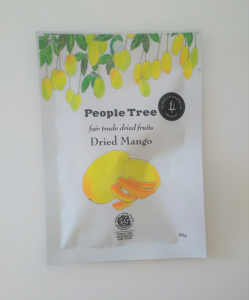 People Tree
fair trade dried fruits
Dried Mango
50g